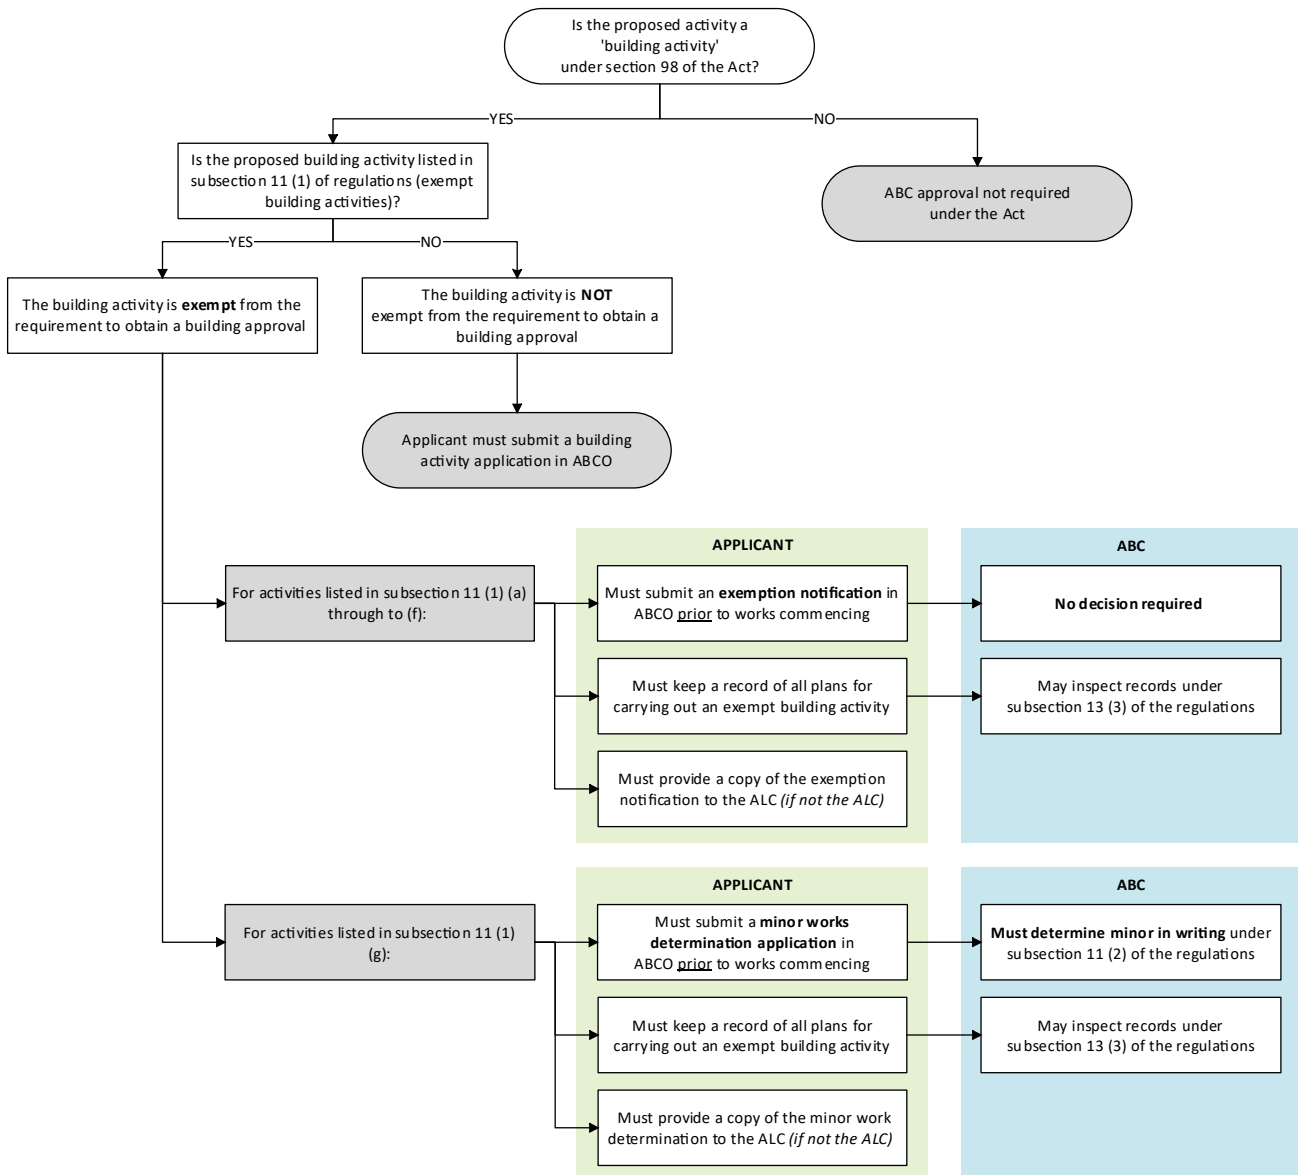 Is the proposed activity a
'building activity'
under section 98 of the Act?
YES
NO
Is the proposed building activity listed in
subsection 11 (1) of regulations (exempt
building activities)?
ABC approval not required
under the Act
YES
NO
The building activity is exempt from the
requirement to obtain a building approval
The building activity is NOT
exempt from the requirement to obtain a
building approval
Applicant must submit a building
activity application in ABCO
APPLICANT
ABC
For activities listed in subsection 11 (1) (a)
through to (f):
Must submit an exemption notification in
ABCO prior to works commencing
No decision required
Must keep a record of all plans for
carrying out an exempt building activity
May inspect records under
subsection 13 (3) of the regulations
Must provide a copy of the exemption
notification to the ALC (if not the ALC)
APPLICANT
ABC
For activities listed in subsection 11 (1)
(g):
Must submit a minor works
determination application in
ABCO prior to works commencing
Must determine minor in writing under
subsection 11 (2) of the regulations
Must keep a record of all plans for
carrying out an exempt building activity
May inspect records under
subsection 13 (3) of the regulations
Must provide a copy of the minor work
determination to the ALC (if not the ALC)